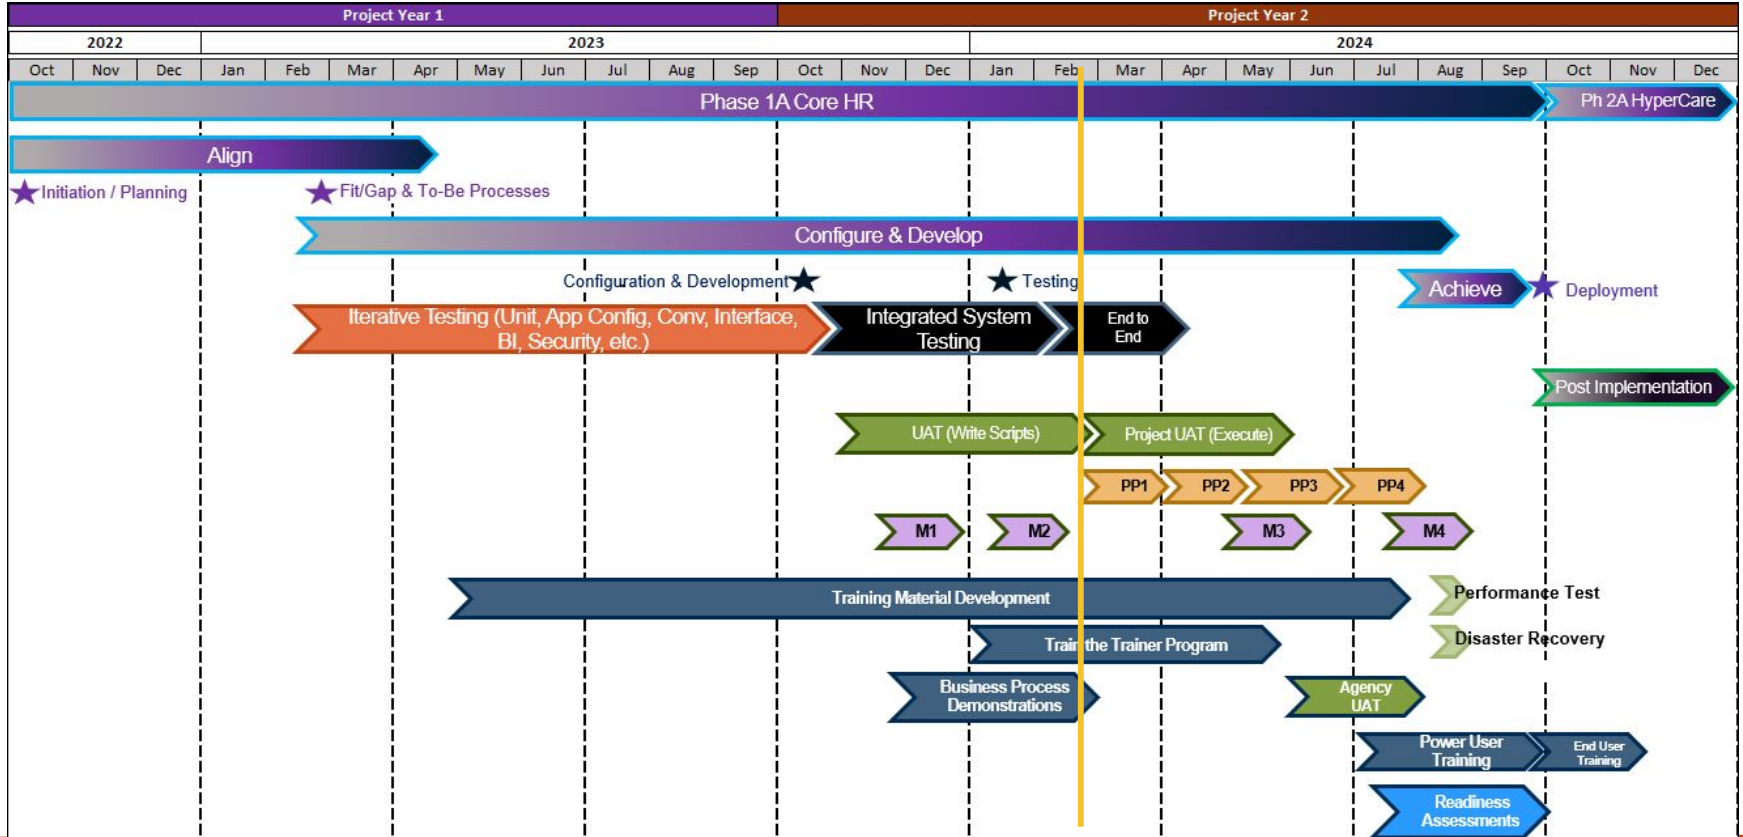 Project Year 1 Project Year 2
2022 2023 2024
Oct Nov Dec Jan Feb Mar Apr May Jun Jul Aug Sep Oct Nov Dec Jan Feb Mar Apr May Jun Jul Aug Sep Oct Nov Dec
Phase 1A Core HR Ph 2A HyperCare
Align
Initiation / Planning Fit/Gap & To-Be Processes
Configure & Develop
Configuration & Development Testing Achieve Deployment
Iterative Testing (Unit, App Config, Conv, Interface,
BI, Security, etc.)
Integrated System
Testing
End to
End
Post Implementation
UAT (Write Scripts) Project UAT (Execute)
PP1 PP2 PP3 PP4
M1 M2 M3 M4
Training Material Development Performance Test
Train the Trainer Program Disaster Recovery
Business Process
Demonstrations
Agency
UAT
Power User
Training
End User
Training
Readiness
Assessments